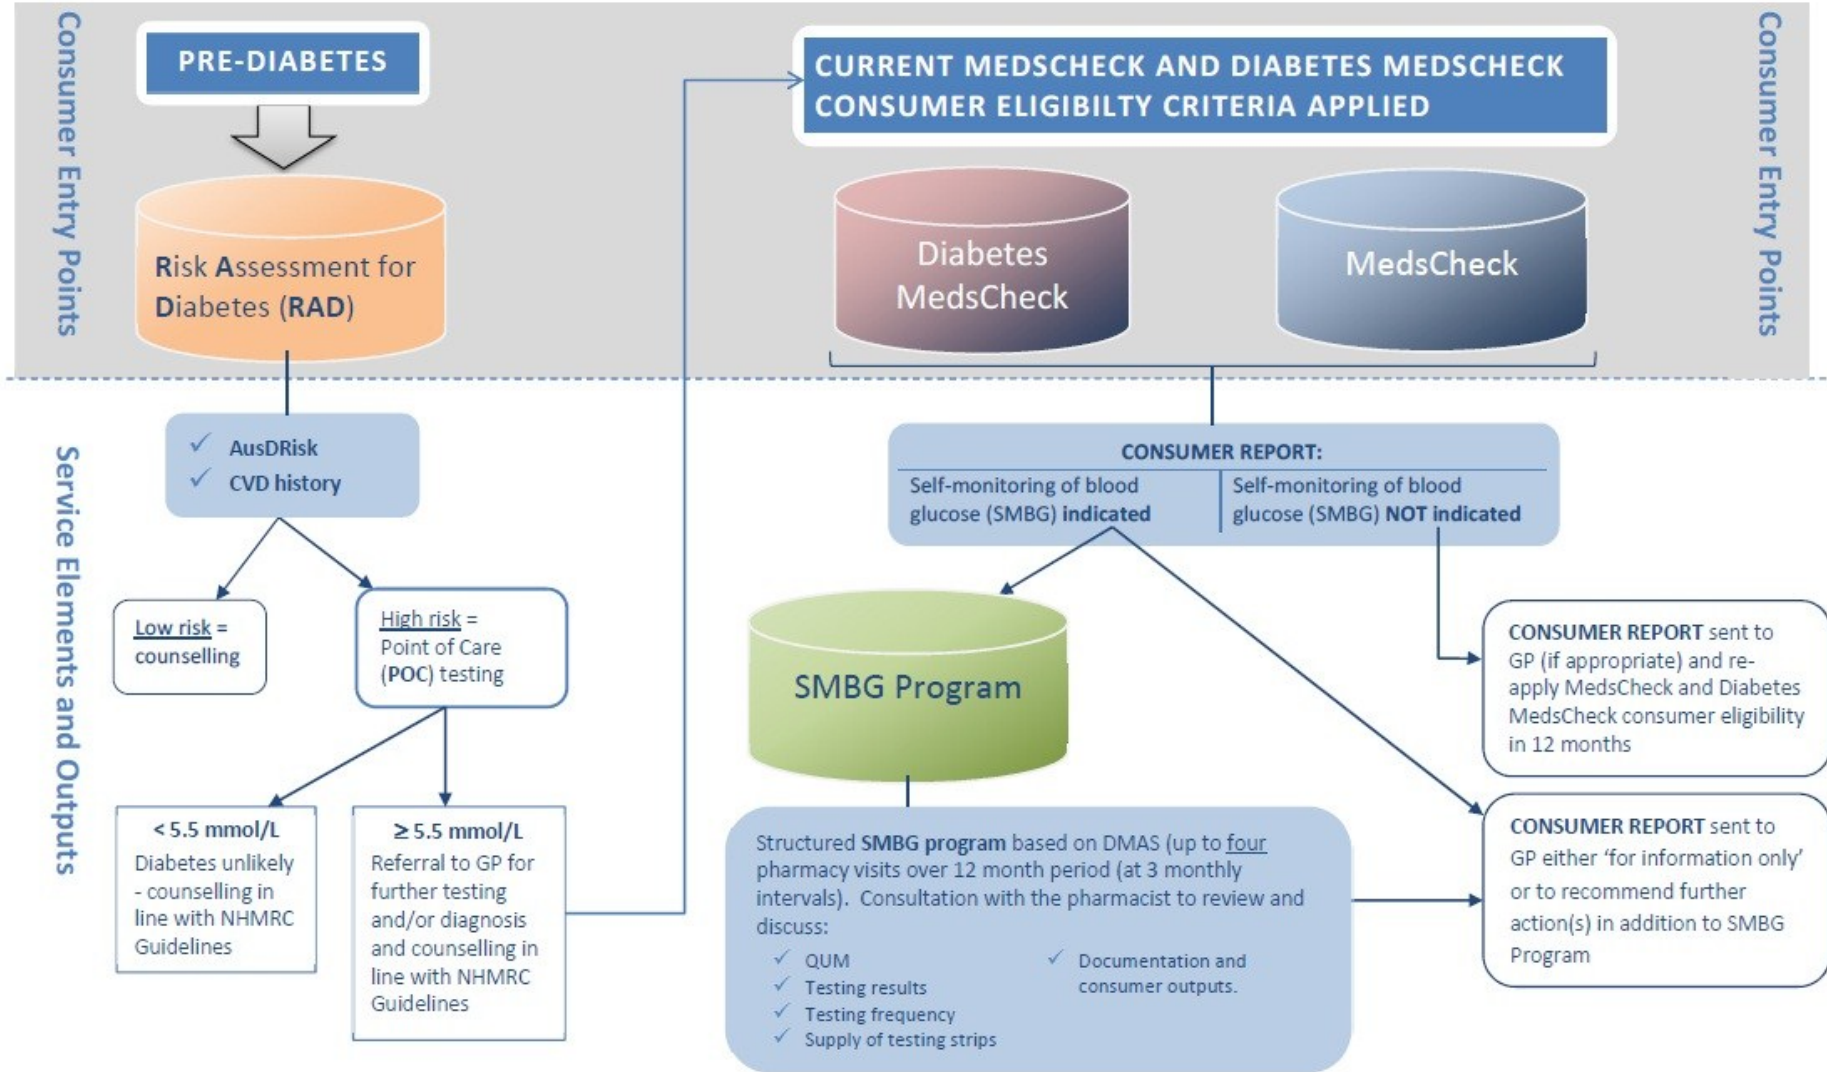 Consumer Entry Points
PRE-DIABETES
Risk Assessment for
Diabetes (RAD)
CURRENT MEDSCHECK AND DIABETES MEDSCHECK
CONSUMER ELIGIBILTY CRITERIA APPLIED
Diabetes
MedsCheck
MedsCheck
Consumer Entry Points
Service Elements and Outputs
✓ AusDRisk
✓ CVD history
Low risk =
counselling
High risk =
Point of Care
(POC) testing
< 5.5 mmol/L
Diabetes unlikely
- counselling in
line with NHMRC
Guidelines
≥ 5.5 mmol/L
Referral to GP for
further testing
and/or diagnosis
and counselling in
line with NHMRC
Guidelines
CONSUMER REPORT:
Self-monitoring of blood
glucose (SMBG) indicated
Self-monitoring of blood
glucose (SMBG) NOT indicated
SMBG Program
Structured SMBG program based on DMAS (up to four
pharmacy visits over 12 month period (at 3 monthly
intervals). Consultation with the pharmacist to review and
discuss:
✓ QUM
✓ Testing results
✓ Testing frequency
✓ Supply of testing strips
✓ Documentation and
consumer outputs.
CONSUMER REPORT sent to
GP (if appropriate) and re-
apply MedsCheck and Diabetes
MedsCheck consumer eligibility
in 12 months
CONSUMER REPORT sent to
GP either ‘for information only’
or to recommend further
action(s) in addition to SMBG
Program